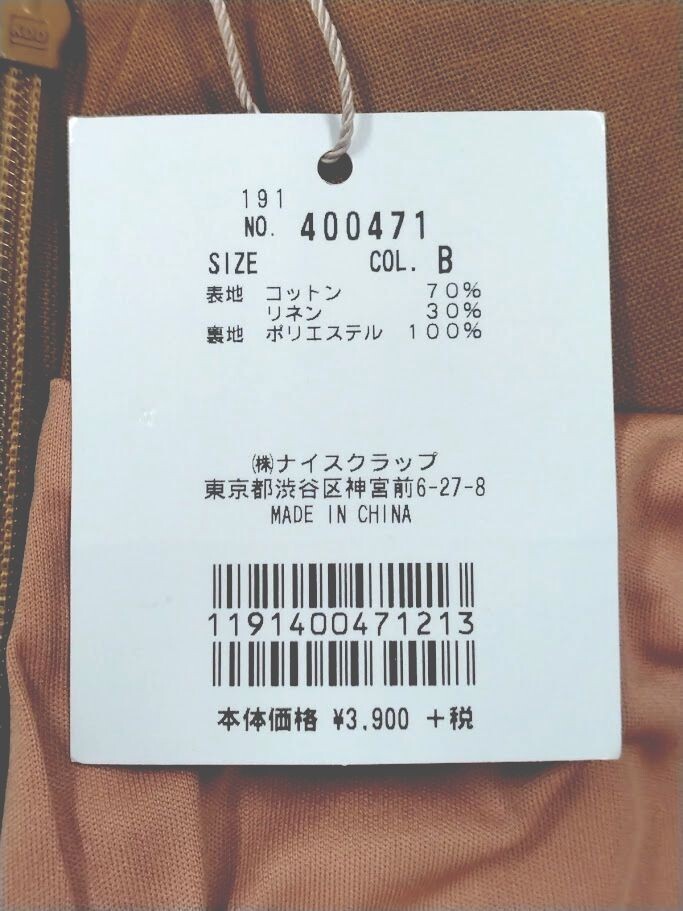 191
NO. 400471
SIZE COL. B
表地 コットン 70%
リネン 30%
裏地 ポリエステル 100%
㈱ナイスクラップ
東京都渋谷区神宮前6-27-8
MADE IN CHINA
1191400471213
本体価格 ¥3,900 +税